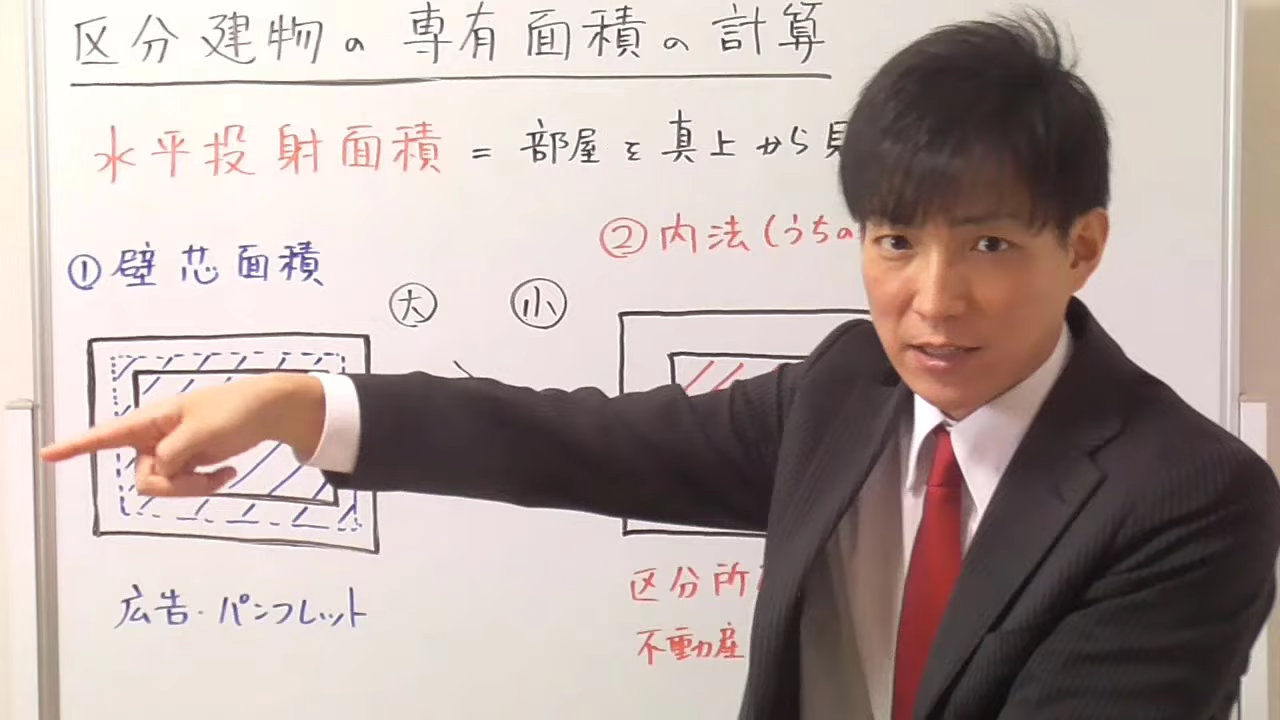 区分建物の専有面積の計算
水平投射面積 = 部屋を真上から見
①壁芯面積
②内法(うちの
大 小
広告・パンフレット
区分所
不動産